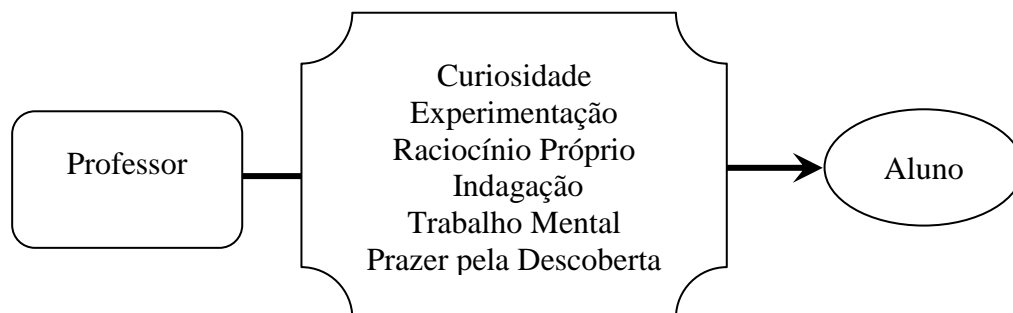 Professor
Curiosidade
Experimentação
Raciocínio Próprio
Indagação
Trabalho Mental
Prazer pela Descoberta
Aluno